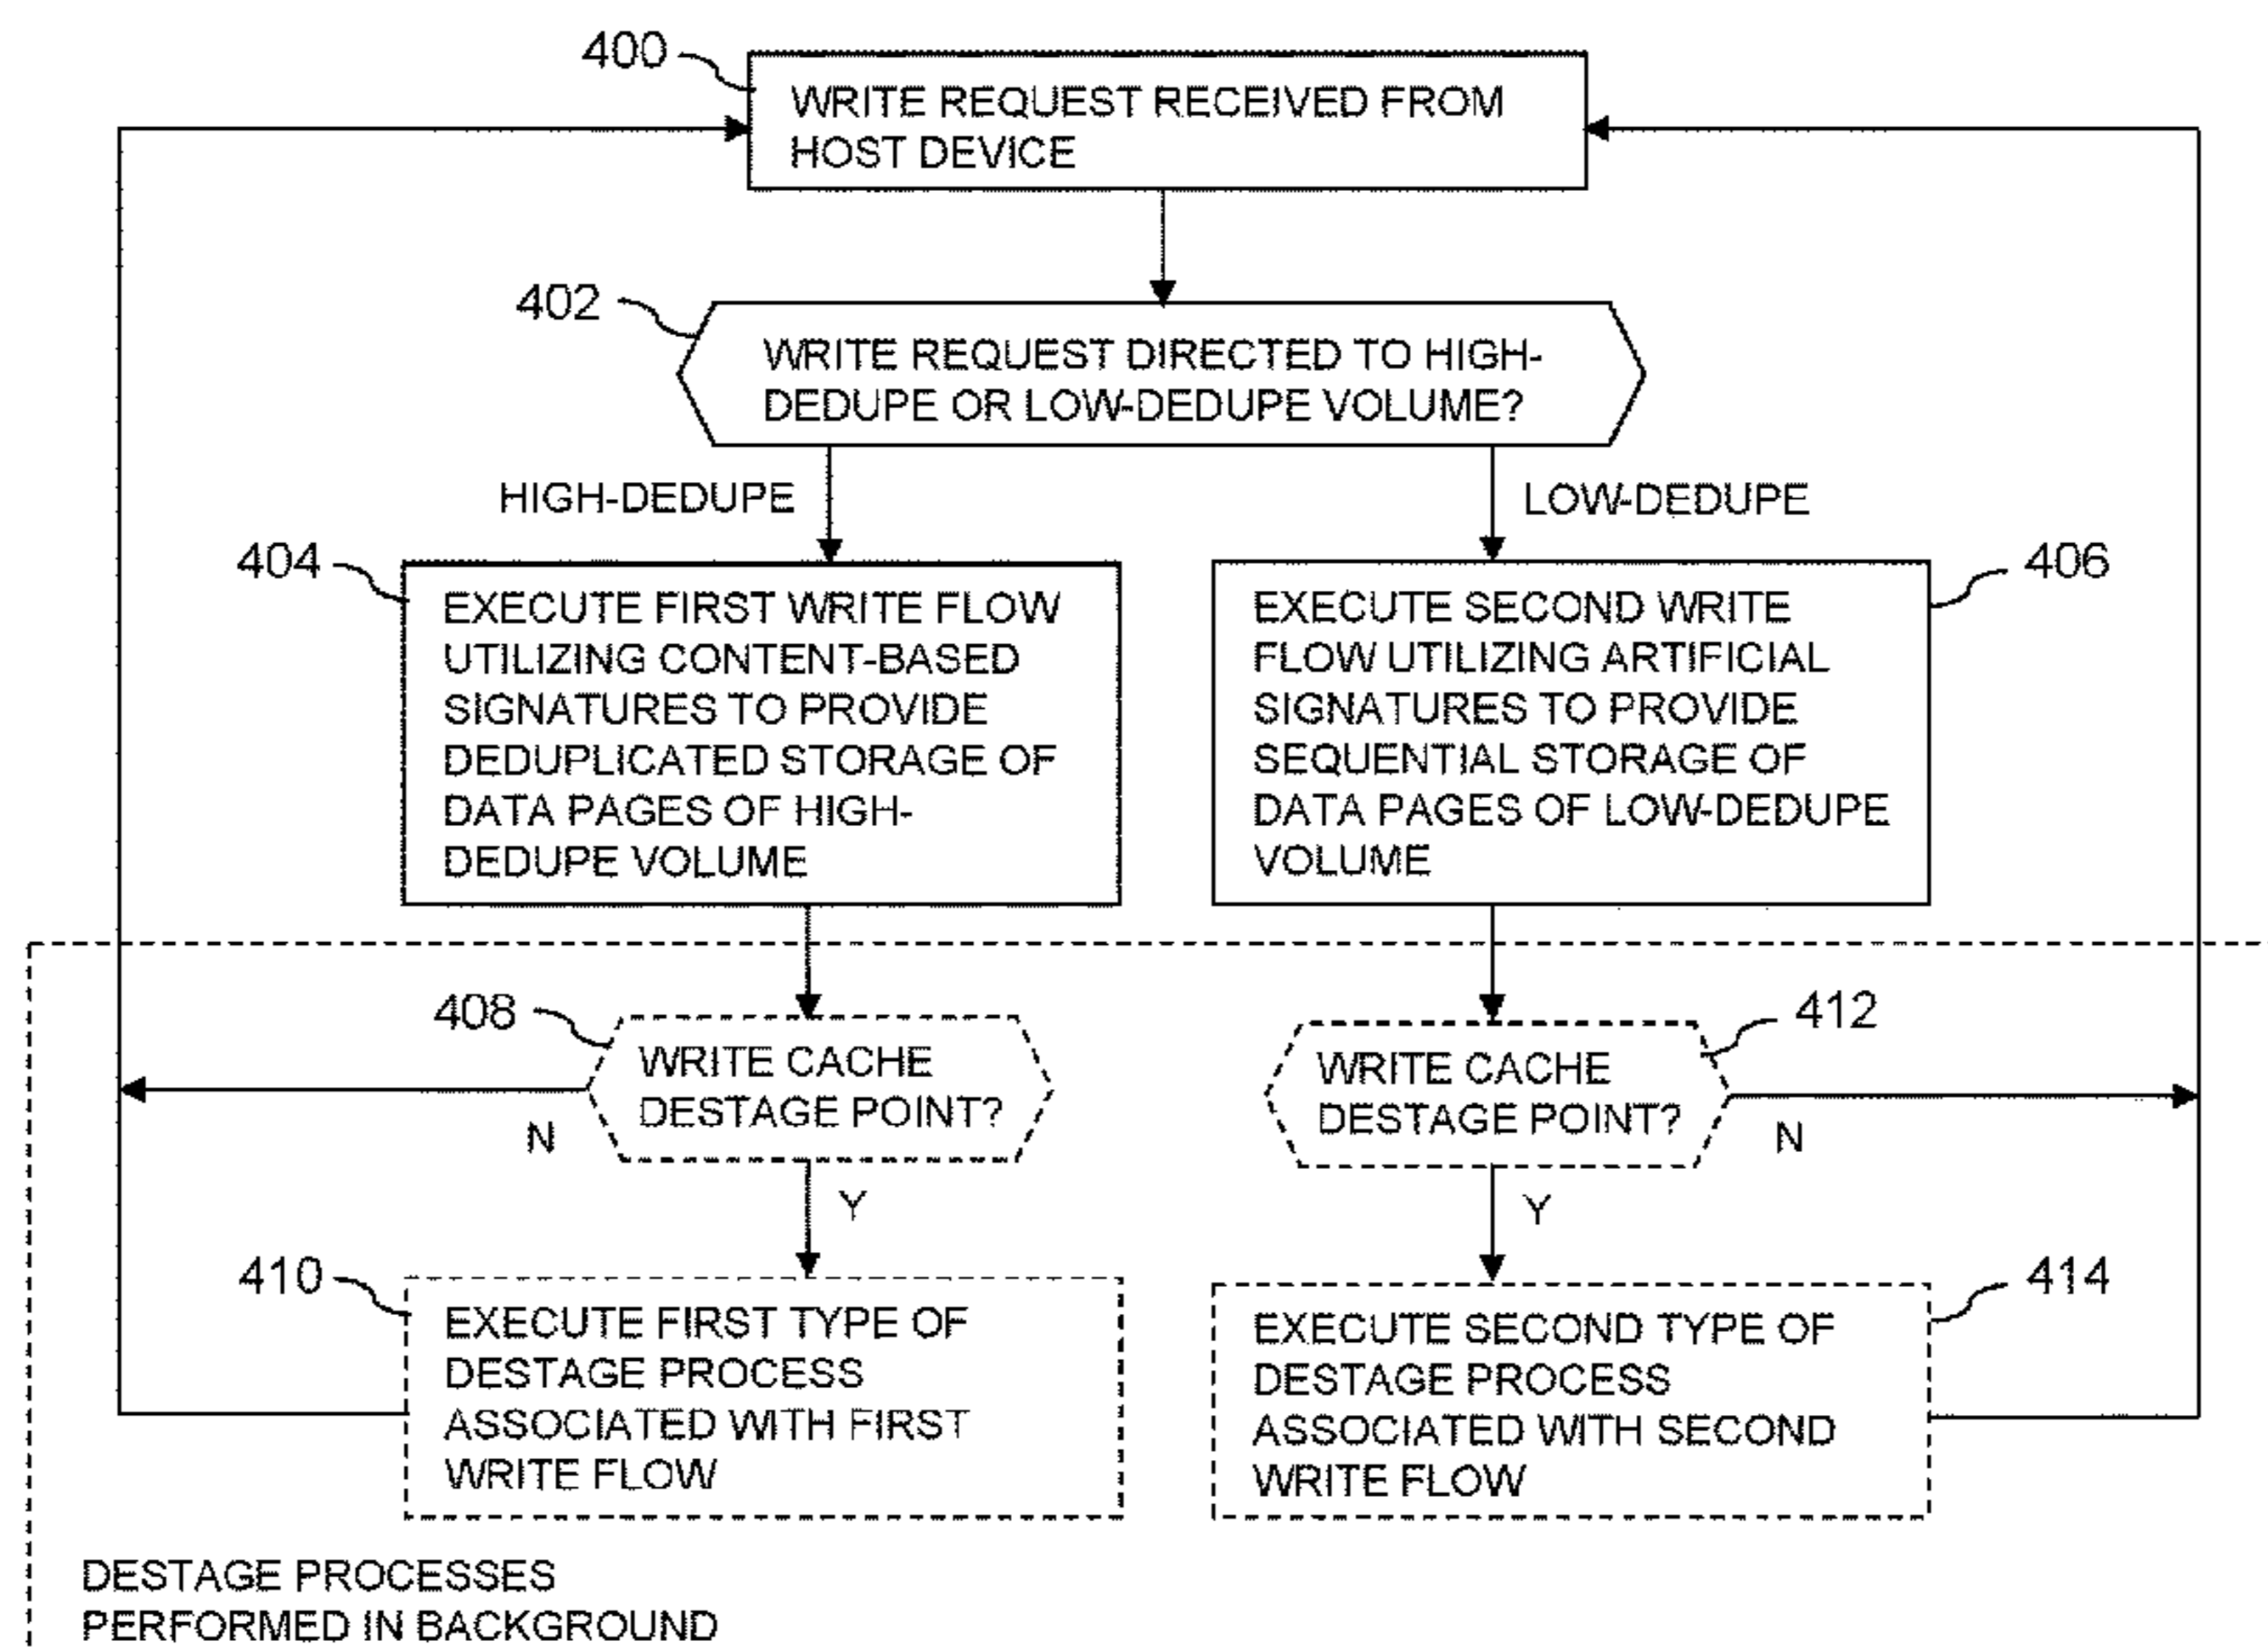 400
WRITE REQUEST RECEIVED FROM
HOST DEVICE
402
WRITE REQUEST DIRECTED TO HIGH-
DEDUPE OR LOW-DEDUPE VOLUME?
HIGH-DEDUPE
LOW-DEDUPE
404
EXECUTE FIRST WRITE FLOW
UTILIZING CONTENT-BASED
SIGNATURES TO PROVIDE
DEDUPLICATED STORAGE OF
DATA PAGES OF HIGH-
DEDUPE VOLUME
406
EXECUTE SECOND WRITE
FLOW UTILIZING ARTIFICIAL
SIGNATURES TO PROVIDE
SEQUENTIAL STORAGE OF
DATA PAGES OF LOW-DEDUPE
VOLUME
408
WRITE CACHE
DESTAGE POINT?
N
Y
412
WRITE CACHE
DESTAGE POINT?
N
Y
410
EXECUTE FIRST TYPE OF
DESTAGE PROCESS
ASSOCIATED WITH FIRST
WRITE FLOW
414
EXECUTE SECOND TYPE OF
DESTAGE PROCESS
ASSOCIATED WITH SECOND
WRITE FLOW
DESTAGE PROCESSES
PERFORMED IN BACKGROUND